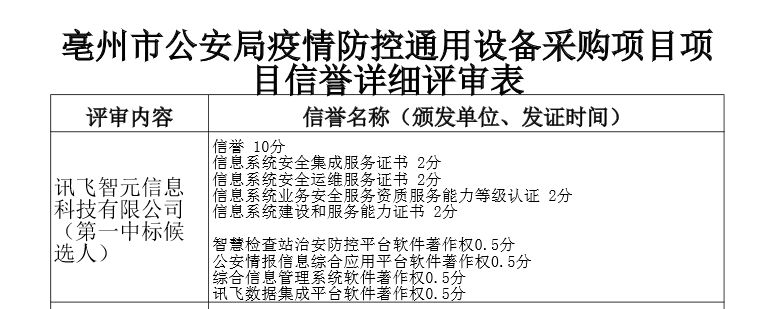 亳州市公安局疫情防控通用设备采购项目项
目信誉详细评审表
评审内容
信誉名称（颁发单位、发证时间）
讯飞智元信息
科技有限公司
（第一中标候
选人）
信誉 10分
信息系统安全集成服务证书 2分
信息系统安全运维服务证书 2分
信息系统业务安全服务资质服务能力等级认证 2分
信息系统建设和服务能力证书 2分
智慧检查站治安防控平台软件著作权0.5分
公安情报信息综合应用平台软件著作权0.5分
综合信息管理系统软件著作权0.5分
讯飞数据集成平台软件著作权0.5分